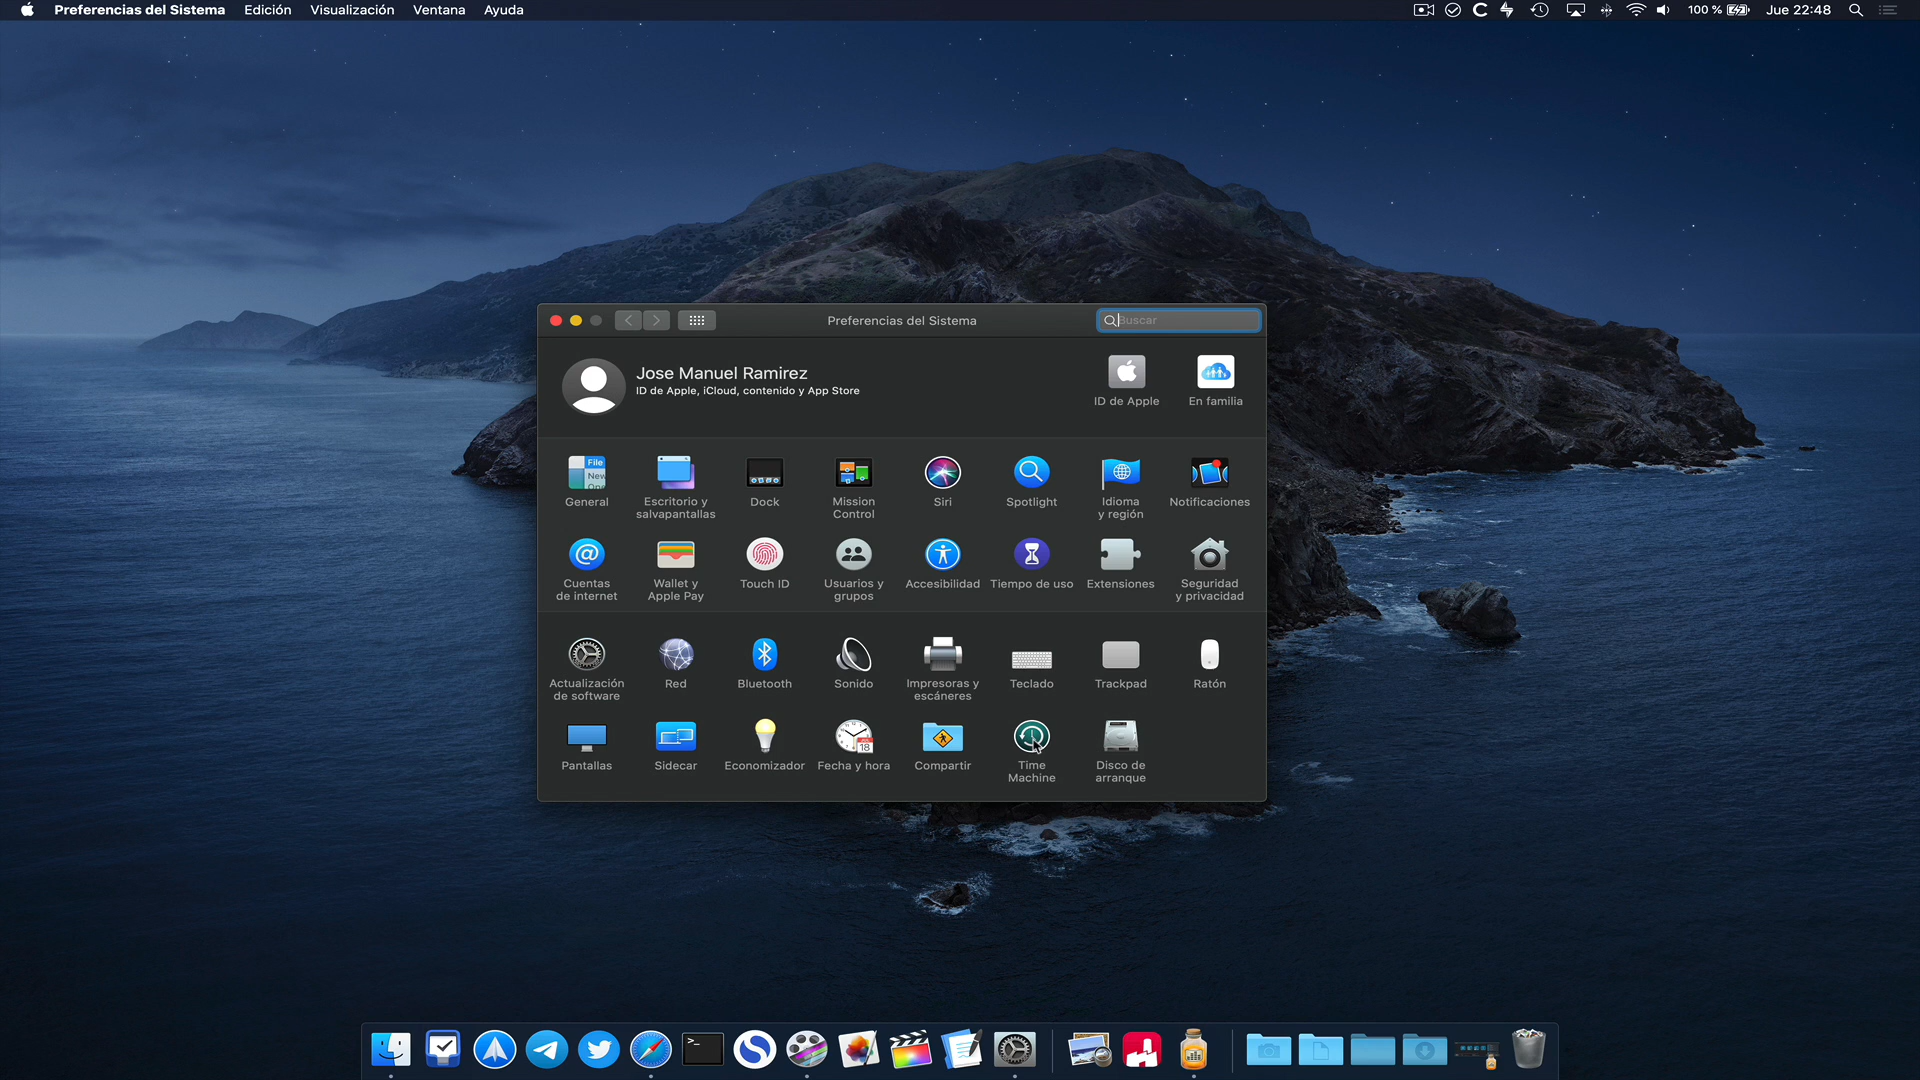 Preferencias del Sistema Edición Visualización Ventana Ayuda
100 % Jue 22:48
Preferencias del Sistema
Buscar
Jose Manuel Ramirez
ID de Apple, iCloud, contenido y App Store
ID de Apple
En familia
File
New
Ope
General
Escritorio y
salvapantallas
Dock
Mission
Control
Siri
Spotlight
Idioma
y región
Notificaciones
Cuentas
de internet
Wallet y
Apple Pay
Touch ID
Usuarios y
grupos
Accesibilidad
Tiempo de uso
Extensiones
Seguridad
y privacidad
Actualización
de software
Red
Bluetooth
Sonido
Impresoras y
escáneres
Teclado
Trackpad
Ratón
Pantallas
Sidecar
Economizador
18
Fecha y hora
Compartir
Time
Machine
Disco de
arranque